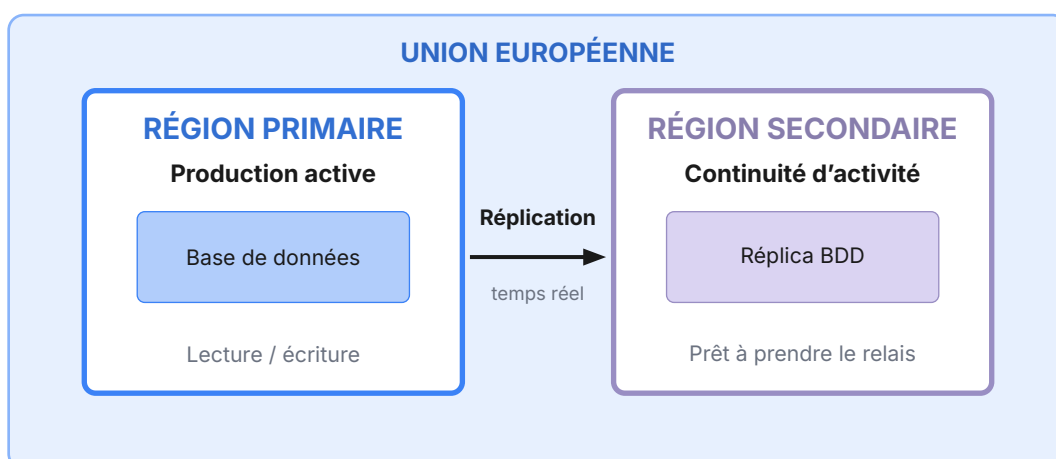 UNION EUROPÉENNE
RÉGION PRIMAIRE
Production active
Base de données
Lecture / écriture
Réplication
temps réel
RÉGION SECONDAIRE
Continuité d’activité
Réplica BDD
Prêt à prendre le relais